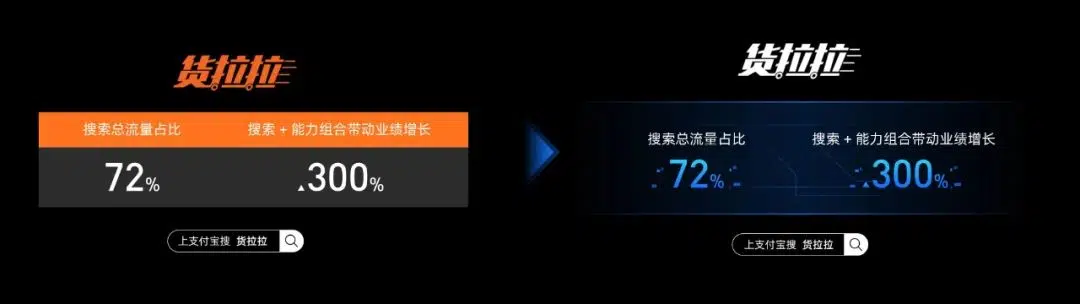 货拉拉
搜索总流量占比 搜索 + 能力组合带动业绩增长
72% 300%
上支付宝搜 货拉拉
货拉拉
搜索总流量占比 搜索 + 能力组合带动业绩增长
72% 300%
上支付宝搜 货拉拉